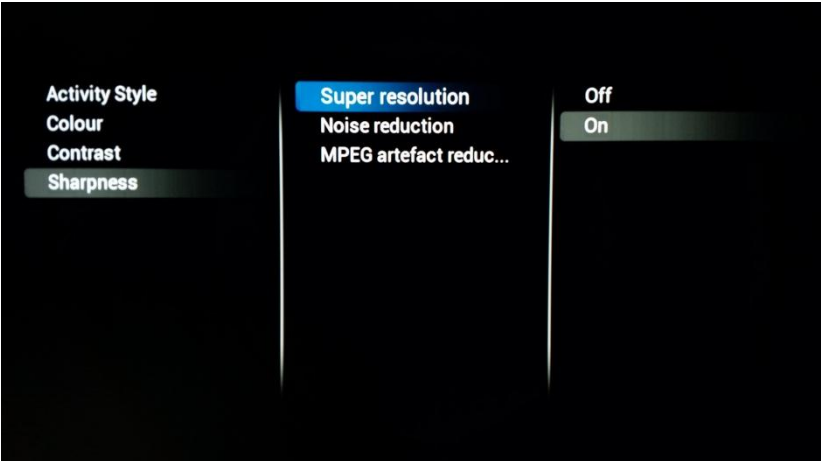 Activity Style
Colour
Contrast
Sharpness
Super resolution
Noise reduction
MPEG artefact reduc...
Off
On